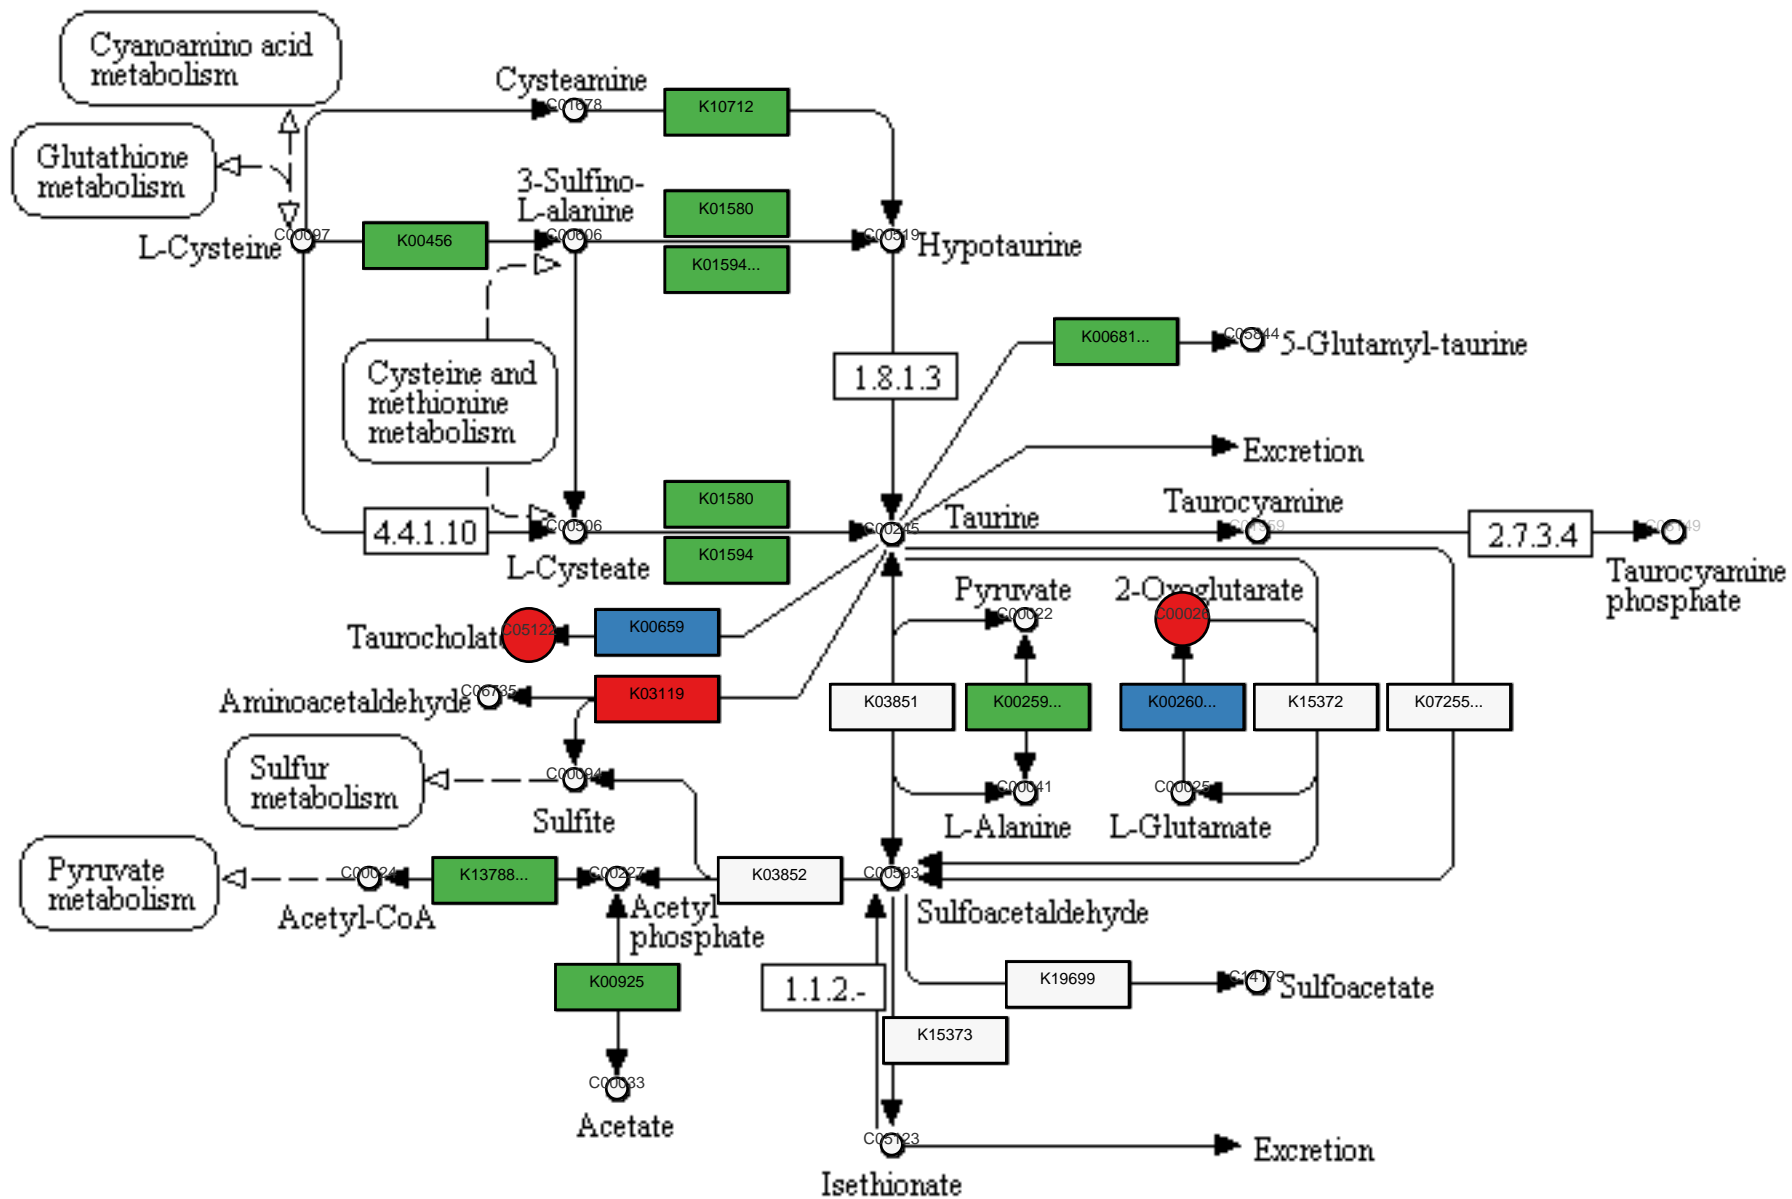 Cyanoamino acid
metabolism
Cysteamine
C01678
K10712
Glutathione
metabolism
3-Sulfino-
L-alanine
K01580
L-Cysteine
C00097
K00456
C00606
C00519
Hypotaurine
K01594...
K00681...
C05844
5-Glutamyl-taurine
Cysteine and
methionine
metabolism
1.8.1.3
Excretion
K01580
Taurocyamine
4.4.1.10
C00506
C00245
Taurine
2.7.3.4
L-Cysteate
K01594
Taurocyamine
phosphate
Pyruvate
2-Oxoglutarate
Taurocholate
C05122
K00659
C00022
C00026
Aminoacetaldehyde
C06735
K03119
K03851
K00259...
K00260...
K15372
K07255...
Sulfur
metabolism
C00094
C00041
C00025
Sulfite
L-Alanine
L-Glutamate
Pyruvate
metabolism
C00024
K13788...
C00227
K03852
C00593
Acetyl-CoA
Acetyl
phosphate
Sulfoacetaldehyde
K00925
1.1.2.-
K19699
C14179
Sulfoacetate
K15373
C00033
Acetate
C05123
Excretion
Isethionate